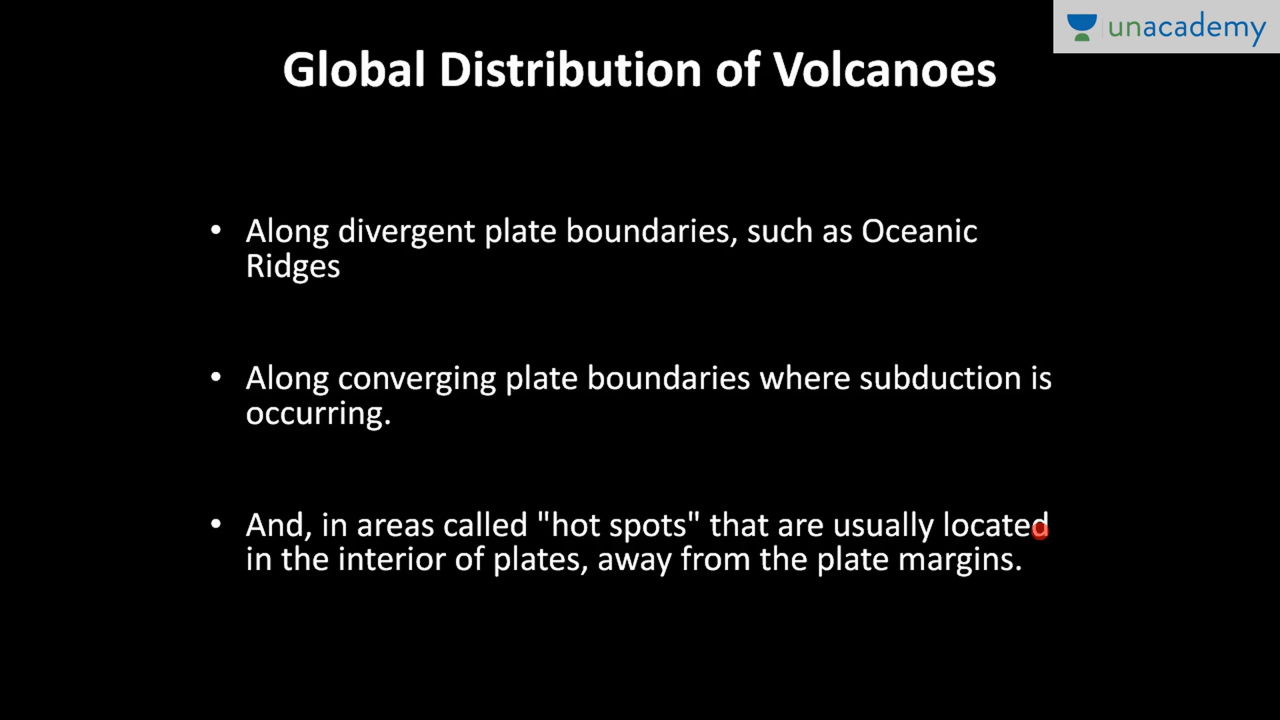 unacademy
Global Distribution of Volcanoes
• Along divergent plate boundaries, such as Oceanic
Ridges
• Along converging plate boundaries where subduction is
occurring.
• And, in areas called "hot spots" that are usually located
in the interior of plates, away from the plate margins.